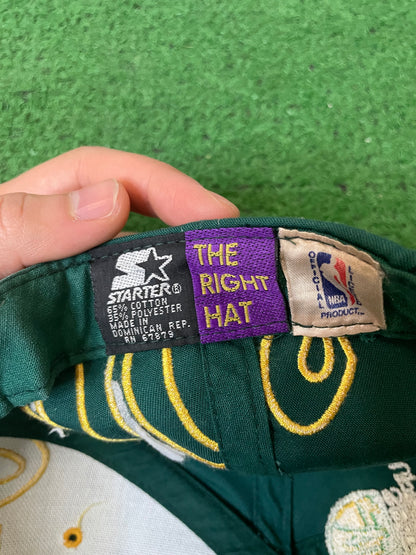 STARTER®
65% COTTON
35% POLYESTER
MADE IN
DOMINICAN REP.
RN 67879
THE
RIGHT
HAT
OFFICIAL
LICENSED
NBA
PRODUCT